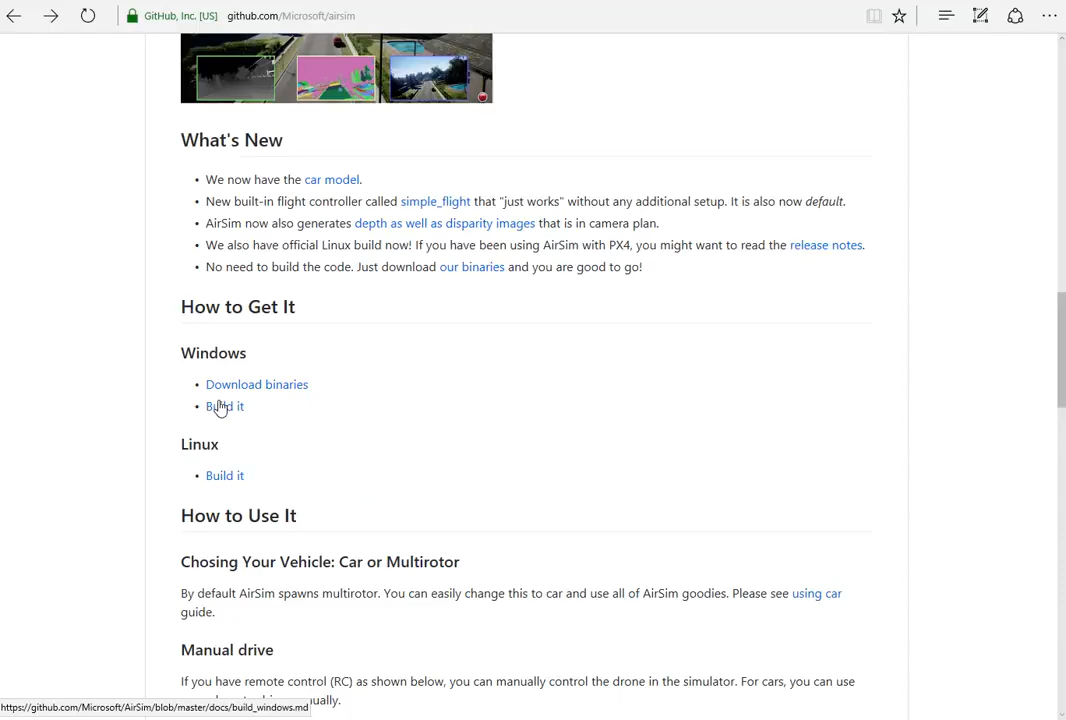 GitHub, Inc. [US] github.com/Microsoft/airsim
What's New
• We now have the car model.
• New built-in flight controller called simple_flight that "just works" without any additional setup. It is also now default.
• AirSim now also generates depth as well as disparity images that is in camera plan.
• We also have official Linux build now! If you have been using AirSim with PX4, you might want to read the release notes.
• No need to build the code. Just download our binaries and you are good to go!
How to Get It
Windows
• Download binaries
• Build it
Linux
• Build it
How to Use It
Chosing Your Vehicle: Car or Multirotor
By default AirSim spawns multirotor. You can easily change this to car and use all of AirSim goodies. Please see using car
guide.
Manual drive
If you have remote control (RC) as shown below, you can manually control the drone in the simulator. For cars, you can use
https://github.com/Microsoft/AirSim/blob/master/docs/build_windows.md